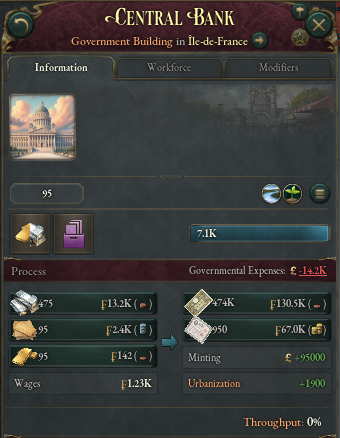 CENTRAL BANK
Government Building in Île-de-France
Information Workforce Modifiers
95
7.1K
Process Governmental Expenses: £ -14.2K
475 ₣13.2K ( ) 474K ₣130.5K ( )
95 ₣2.4K ( ) 950 ₣67.0K ( )
95 ₣142 ( ) Minting £ +95000
Wages ₣1.23K Urbanization +1900
Throughput: 0%